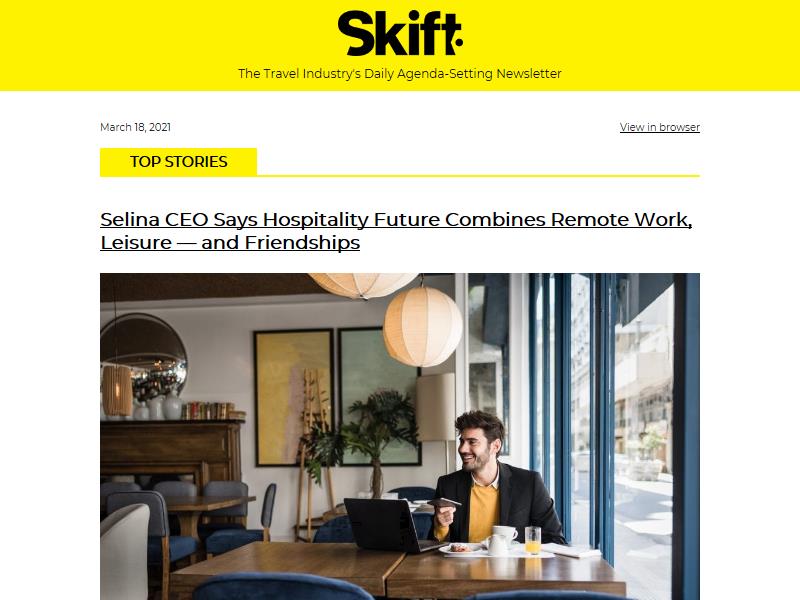 Skift
The Travel Industry's Daily Agenda-Setting Newsletter
March 18, 2021
View in browser
TOP STORIES
Selina CEO Says Hospitality Future Combines Remote Work,
Leisure — and Friendships